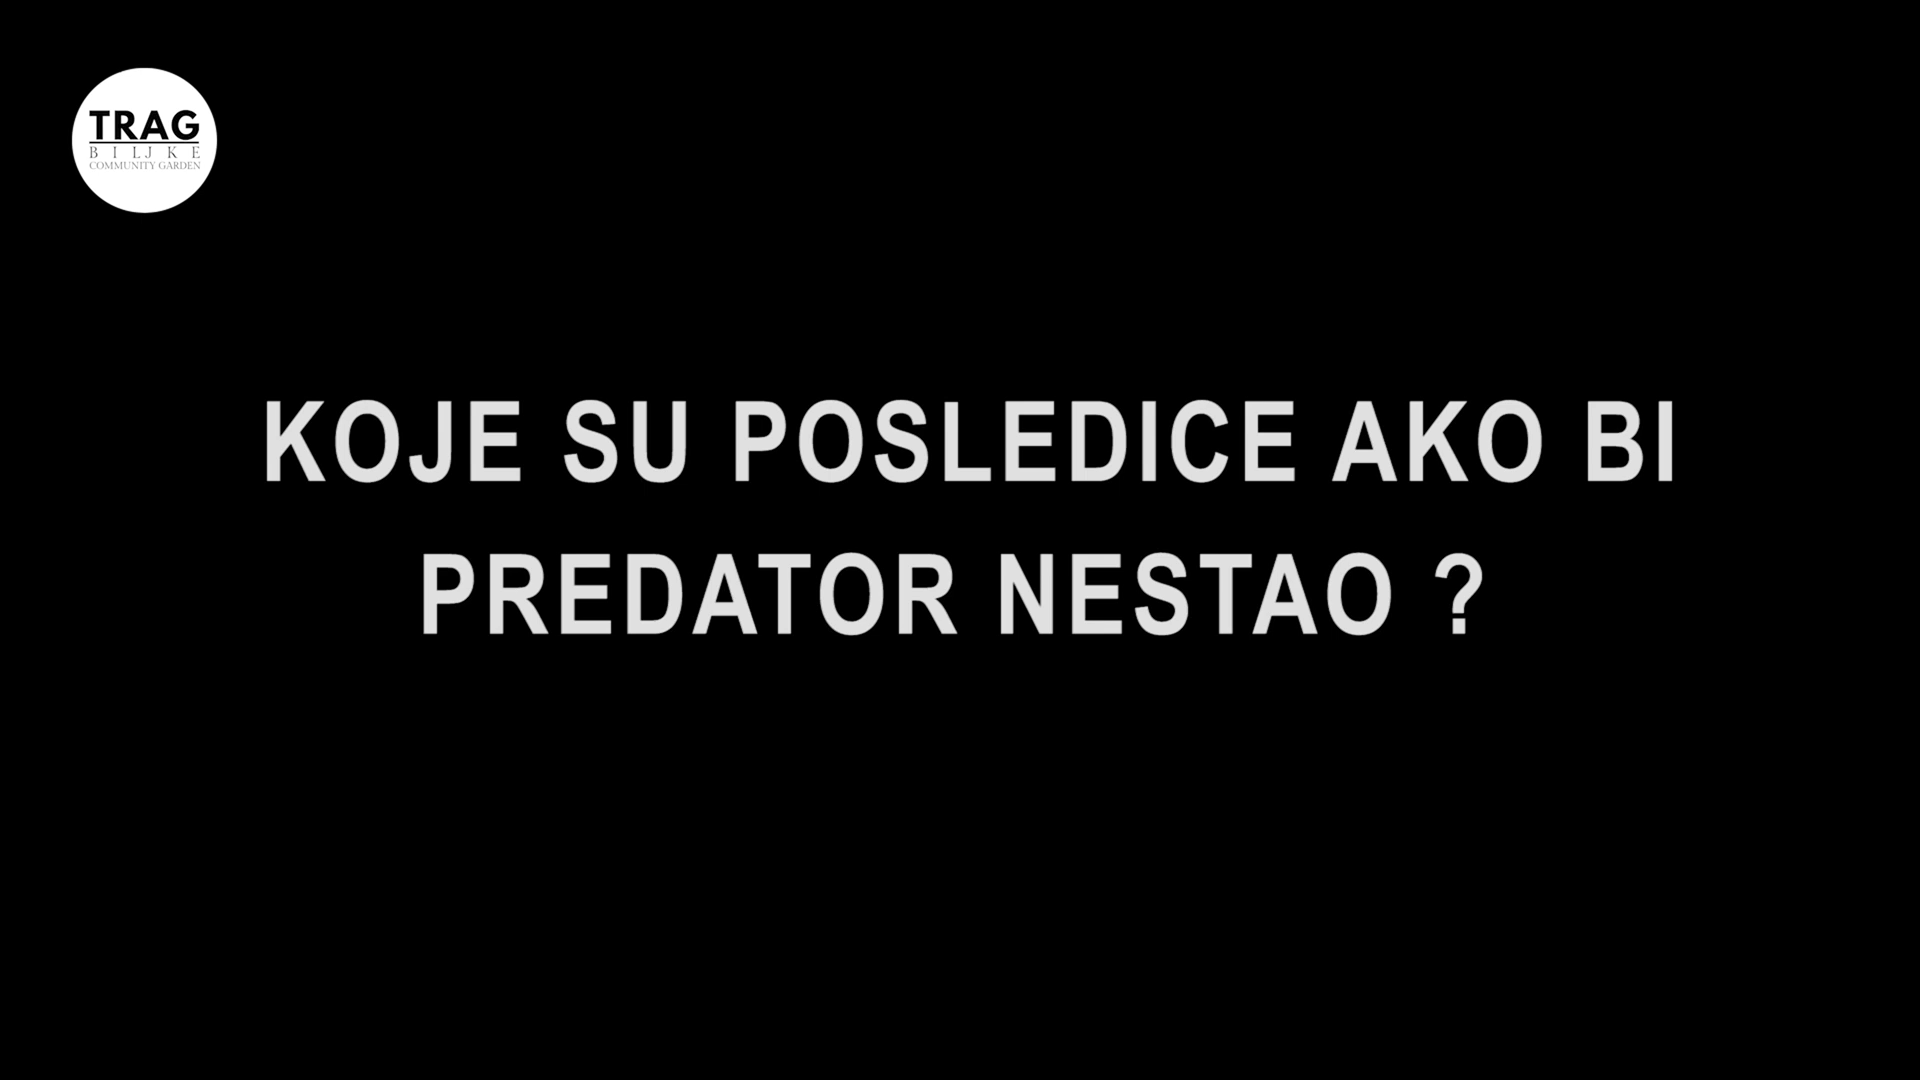 TRAG
BILJKE
COMMUNITY GARDEN
KOJE SU POSLEDICE AKO BI
PREDATOR NESTAO ?